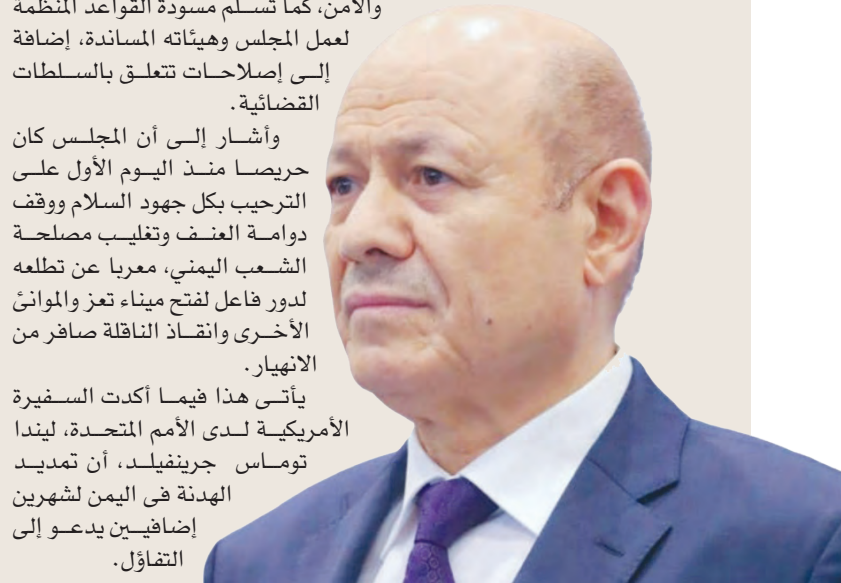 والأمن، كما تسلم مسودة القواعد المنظمة
لعمل المجلس وهيئاته المساندة، إضافة
إلى إصلاحات تتعلق بالسلطات
القضائية.
وأشار إلى أن المجلس كان
حريصا منذ اليوم الأول على
الترحيب بكل جهود السلام ووقف
دوامة العنف وتغليب مصلحة
الشعب اليمني، معربا عن تطلعه
لدور فاعل لفتح ميناء تعز والموانئ
الأخرى وانقاذ الناقلة صافر من
الانهيار.
يأتى هذا فيما أكدت السفيرة
الأمريكية لدى الأمم المتحدة، ليندا
توماس جرينفيلد، أن تمديد
الهدنة فى اليمن لشهرين
إضافيين يدعو إلى
التفاؤل.